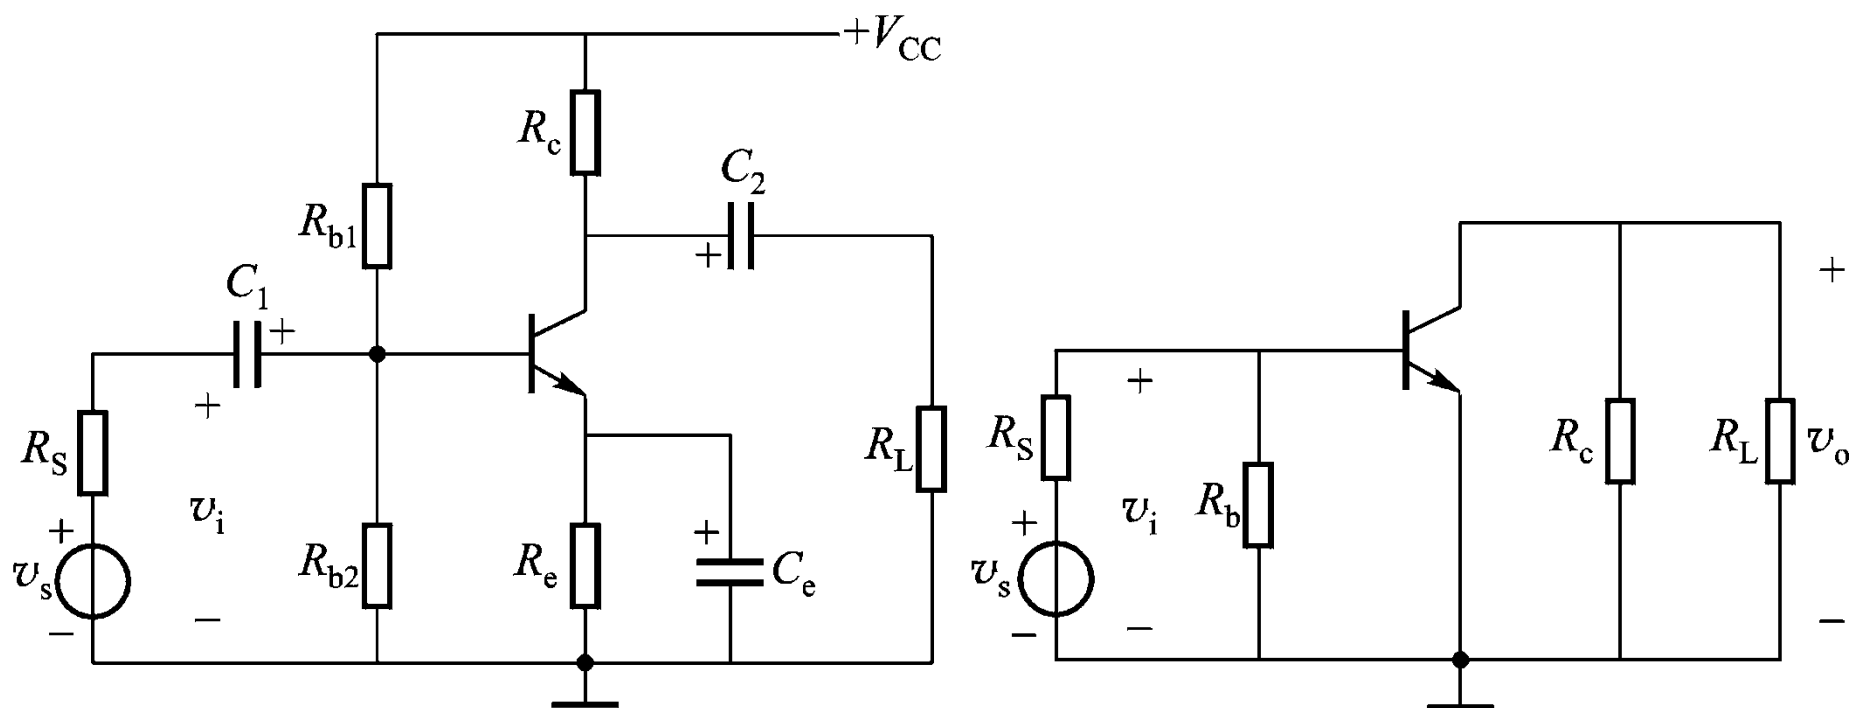 +V_CC
R_c
C_2
R_b1
C_1
+
+
+
R_S
R_L
+
v_i
+
+
v_s
R_b2
R_e
C_e
−
−
+
+
R_S
R_c
R_L
v_o
+
v_i
R_b
v_s
−
−
−